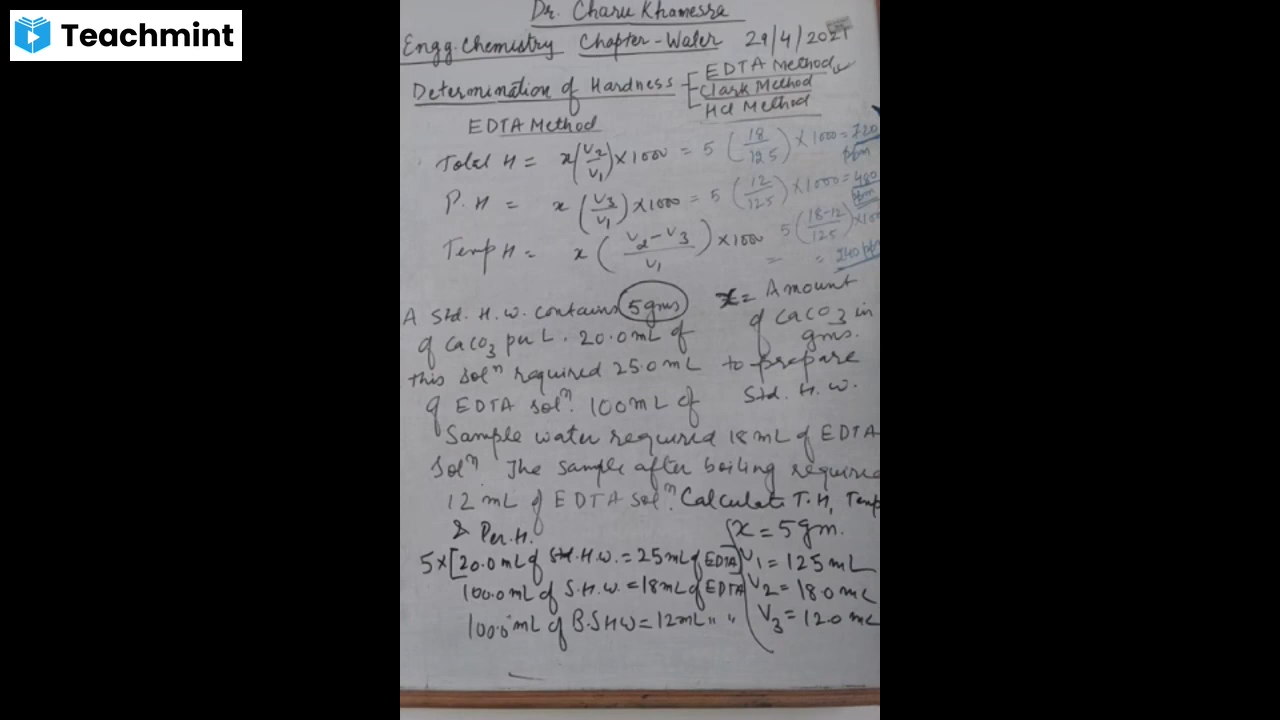 Teachmint
Dr. Charu Khamesra
Engg. Chemistry Chapter - Water 29/4/2021
Determination of Hardness
EDTA Method
Clark Method
HCl Method
EDTA Method
Total H = x(V2/V1)×1000 = 5 (18/125)×1000 = 720 ppm
P. H = x (V3/V1)×1000 = 5 (12/125)×1000 = 480 ppm
Temp H = x (V2-V3/V1)×1000 5(18-12/125)×100
= = 240 ppm
A Std. H.W. contains 5gms
of CaCO3 per L. 20.0mL of
this soln required 25.0mL
of EDTA soln. 100mL of
x = Amount
of CaCO3 in
gms.
to prepare
Std. H.W.
Sample water required 18mL of EDTA
Soln. The sample after boiling require
12 mL of EDTA soln. Calculate T.H, Temp
& Per.H.
5×[20.0mL of Std.H.W. = 25mL of EDTA]
100.0mL of S.H.W. = 18mL of EDTA
100.0mL of B.SHW = 12mL " "
x = 5gm.
V1 = 125mL
V2 = 18.0mL
V3 = 12.0mL